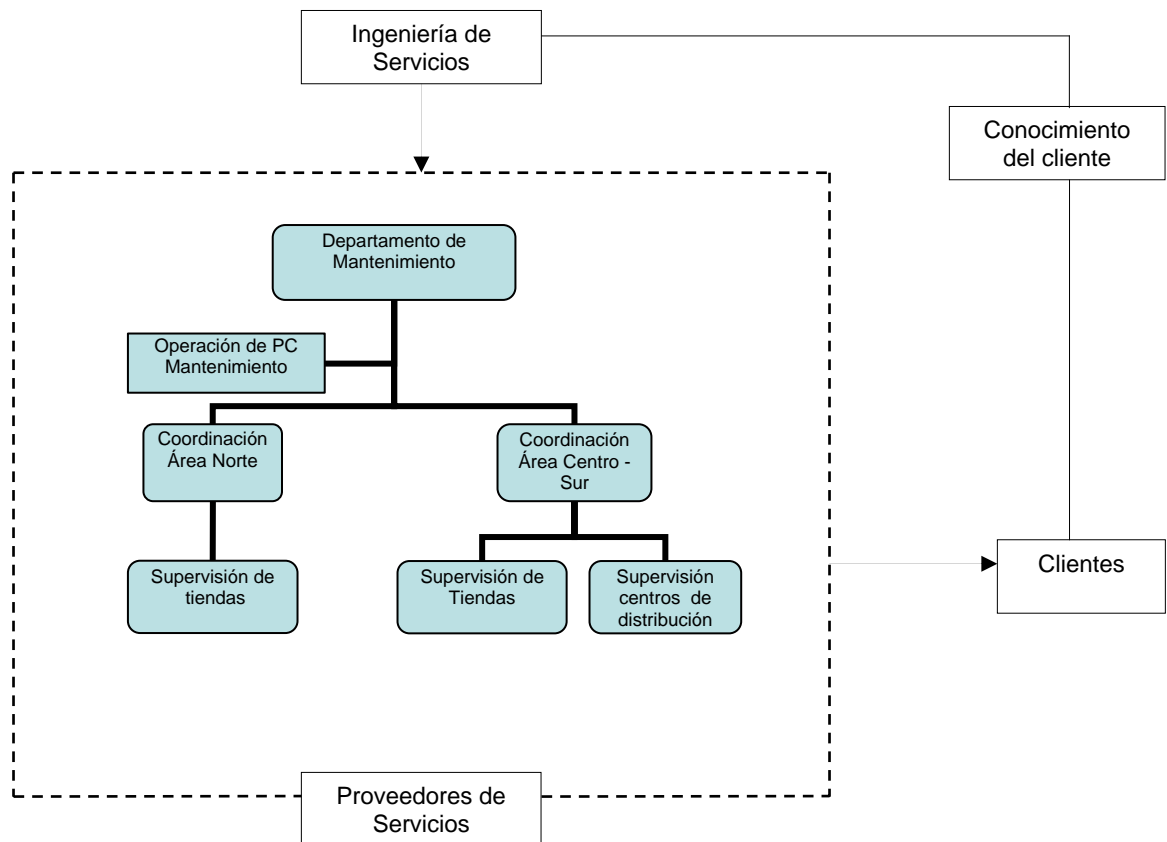 Ingeniería de
Servicios
Conocimiento
del cliente
Departamento de
Mantenimiento
Operación de PC
Mantenimiento
Coordinación
Área Norte
Coordinación
Área Centro -
Sur
Supervisión de
tiendas
Supervisión de
Tiendas
Supervisión
centros de
distribución
Clientes
Proveedores de
Servicios